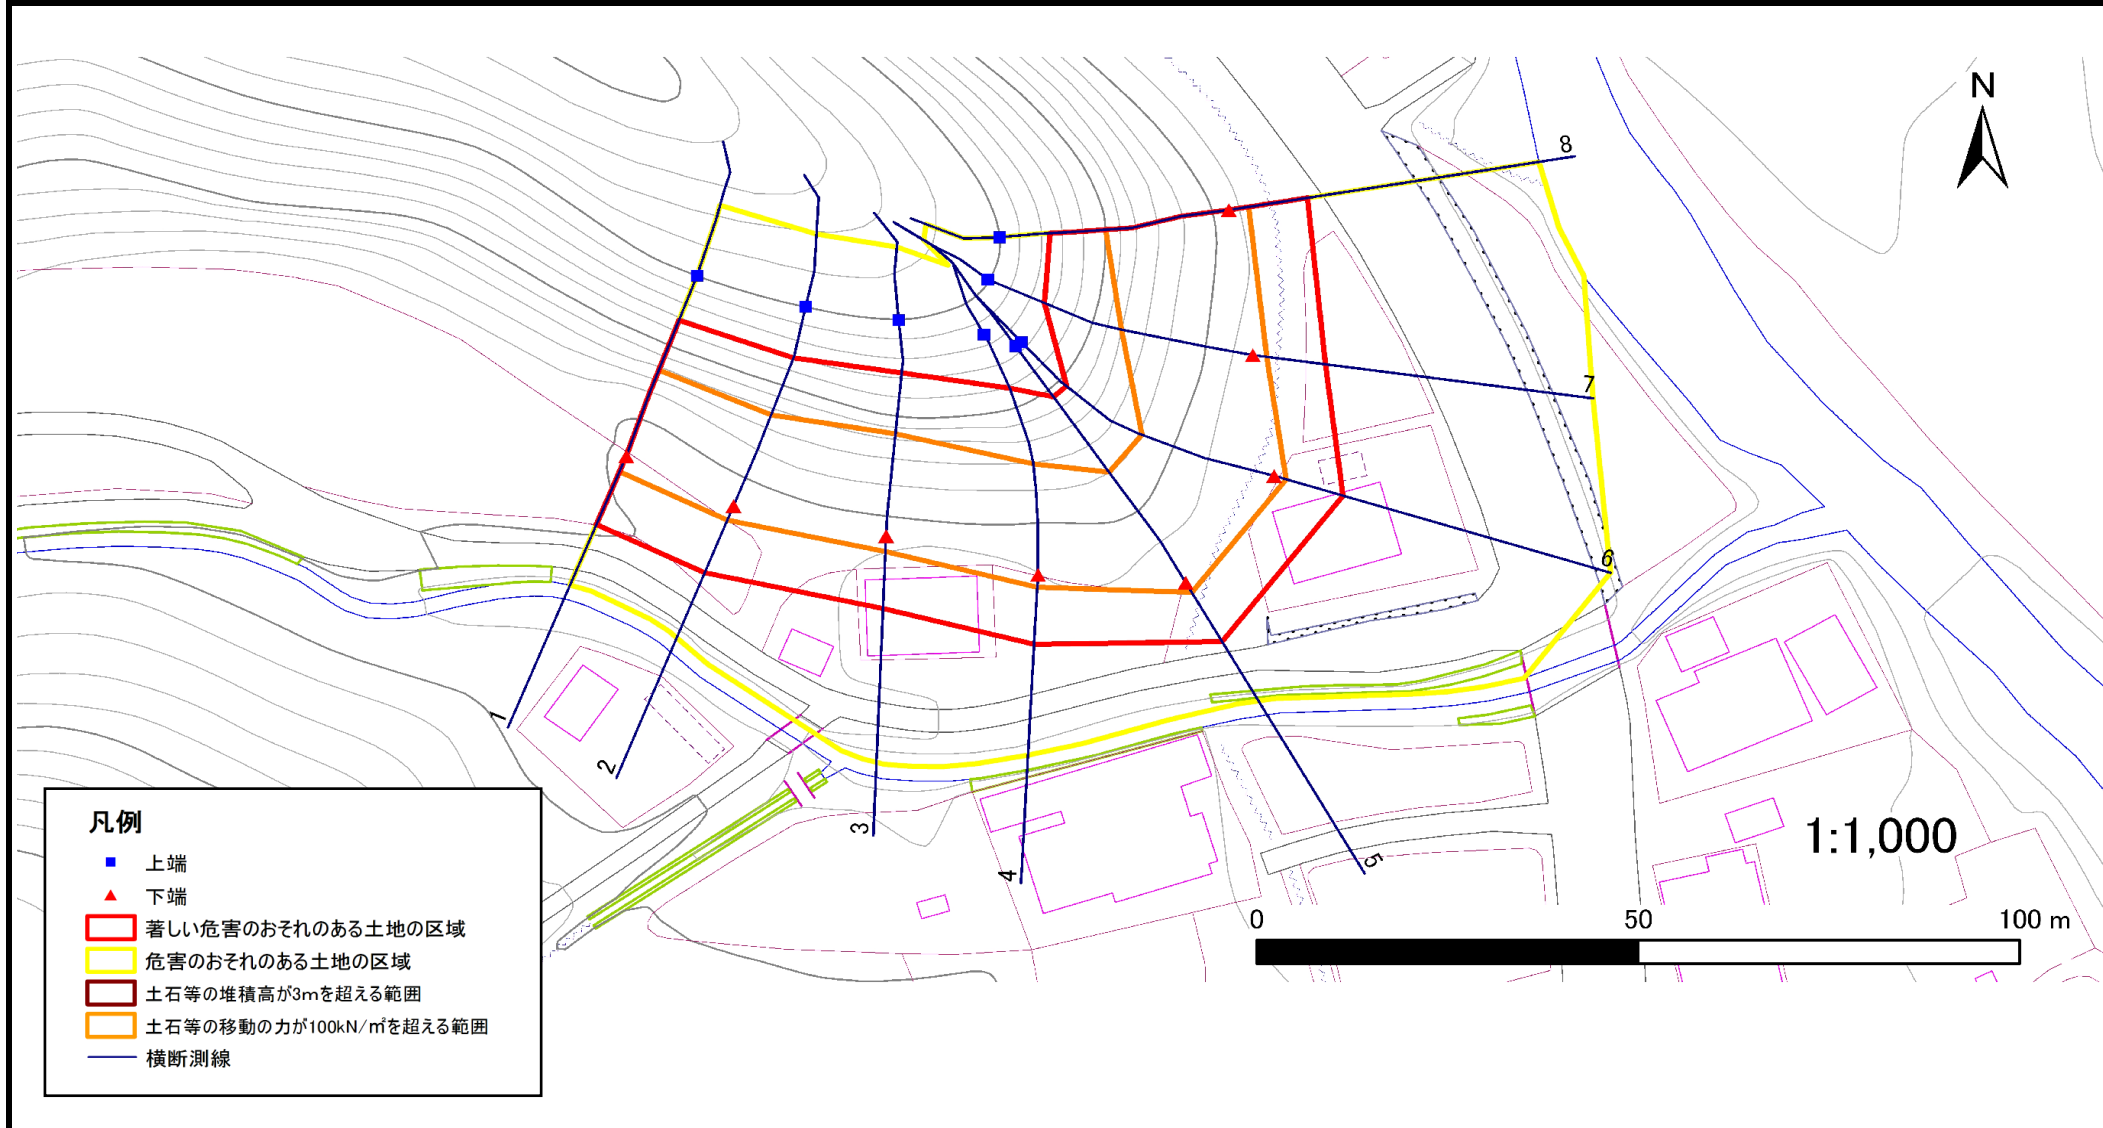 N
8
7
6
1
2
3
4
5
1:1,000
0 50 100 m
凡例
上端
下端
著しい危害のおそれのある土地の区域
危害のおそれのある土地の区域
土石等の堆積高が3mを超える範囲
土石等の移動の力が100kN/㎡を超える範囲
横断測線